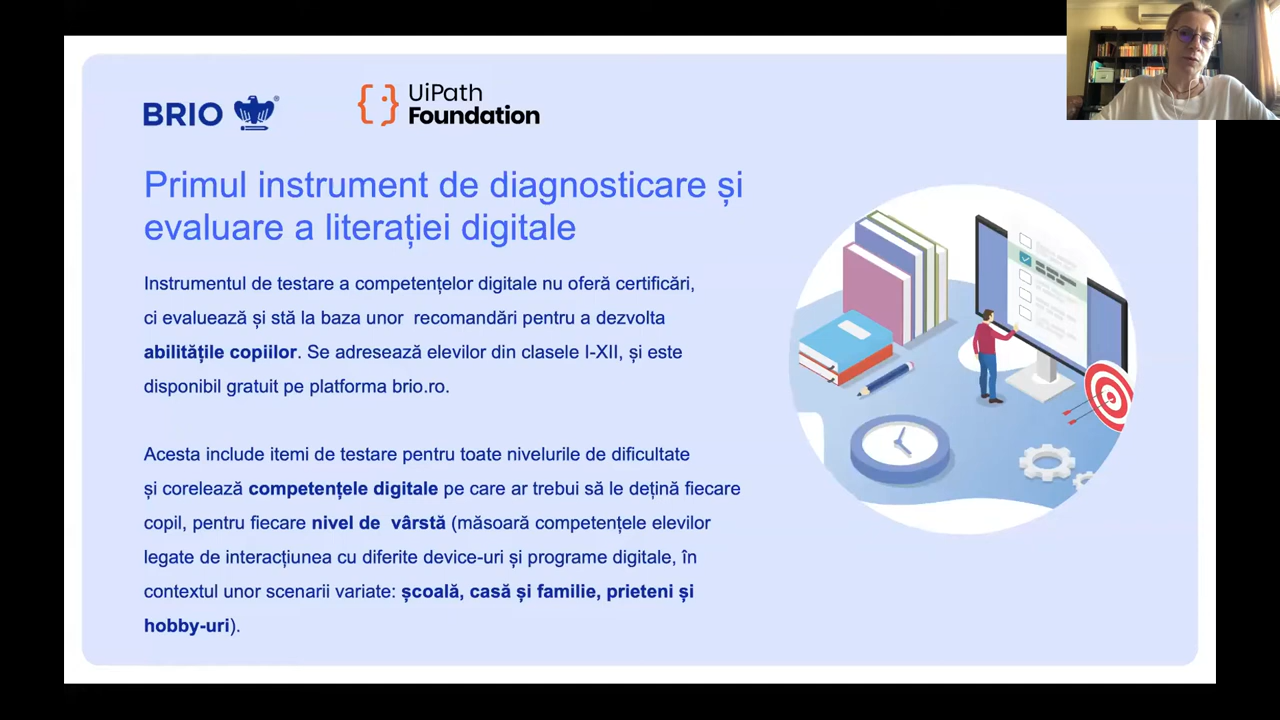 BRIO®
UiPath
Foundation
Primul instrument de diagnosticare și
evaluare a literației digitale
Instrumentul de testare a competențelor digitale nu oferă certificări,
ci evaluează și stă la baza unor recomandări pentru a dezvolta
abilitățile copiilor. Se adresează elevilor din clasele I-XII, și este
disponibil gratuit pe platforma brio.ro.
Acesta include itemi de testare pentru toate nivelurile de dificultate
și corelează competențele digitale pe care ar trebui să le dețină fiecare
copil, pentru fiecare nivel de vârstă (măsoară competențele elevilor
legate de interacțiunea cu diferite device-uri și programe digitale, în
contextul unor scenarii variate: școală, casă și familie, prieteni și
hobby-uri).